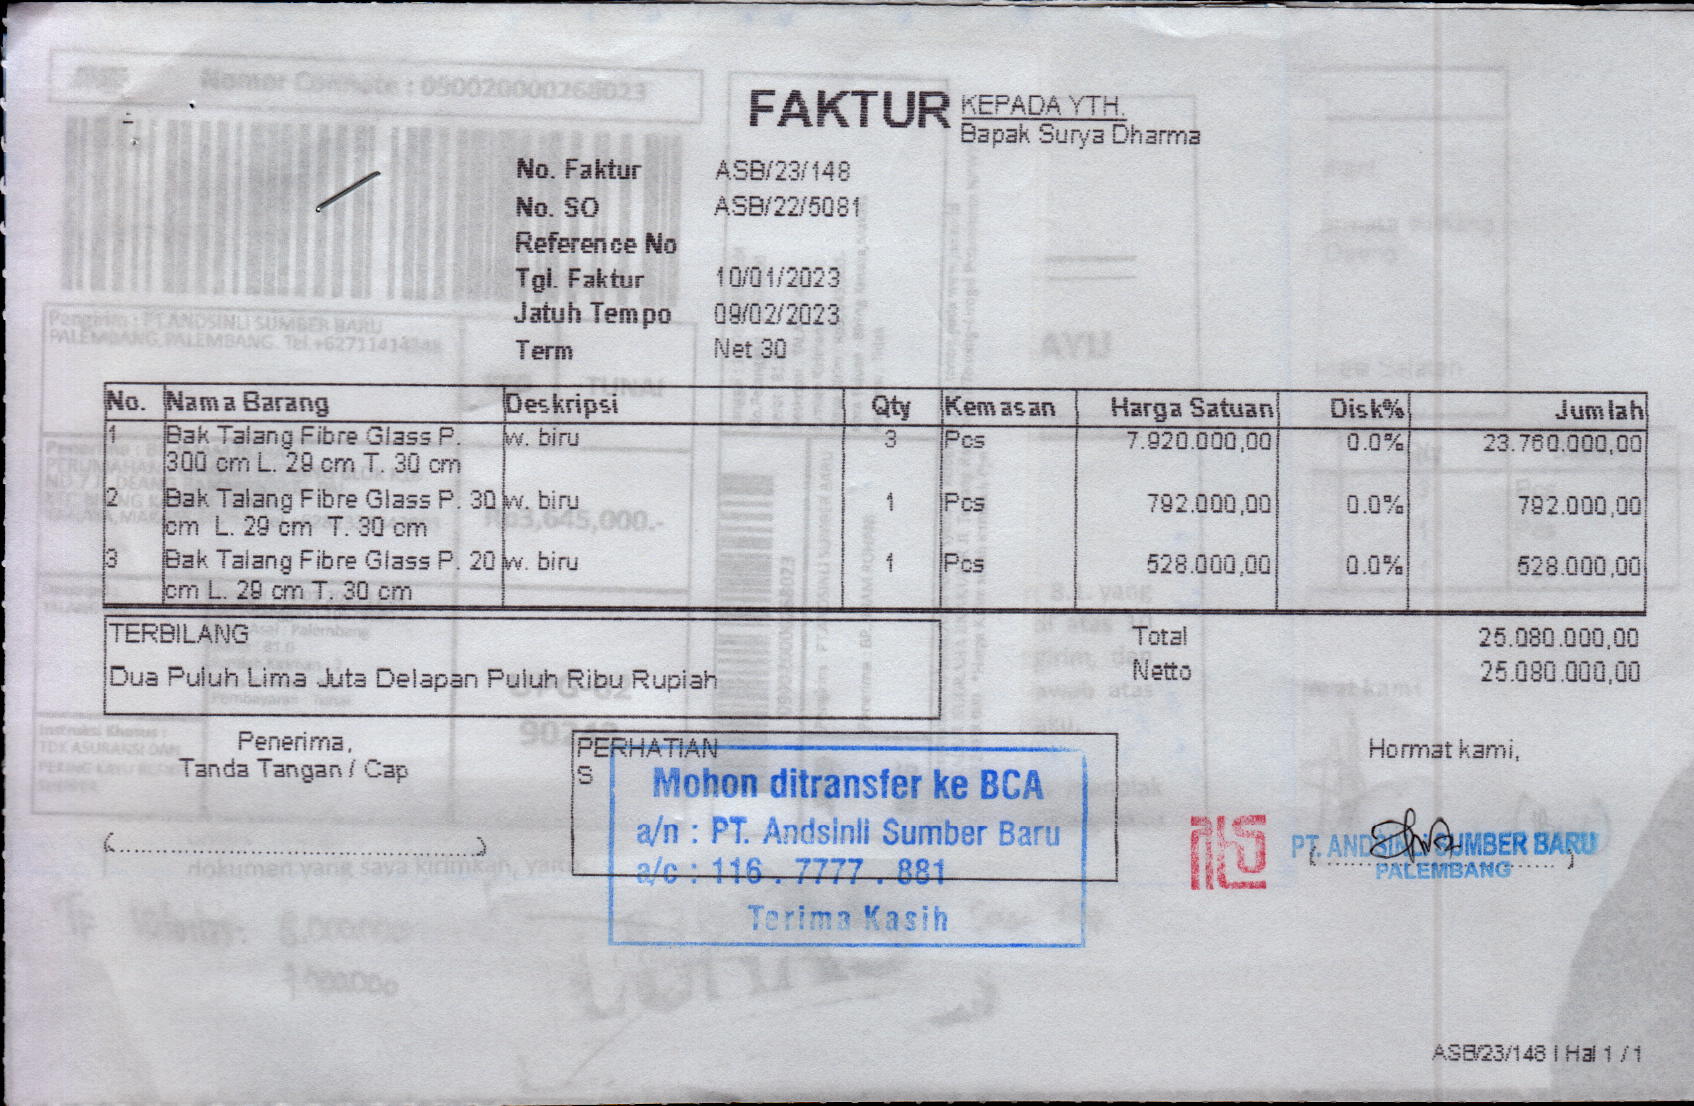 FAKTUR
KEPADA YTH.
Bapak Surya Dharma
No. Faktur ASB/23/148
No. SO ASB/22/5081
Reference No
Tgl. Faktur 10/01/2023
Jatuh Tempo 09/02/2023
Term Net 30
No. Nama Barang Deskripsi Qty Kemasan Harga Satuan Disk% Jumlah
1 Bak Talang Fibre Glass P. w. biru 3 Pcs 7.920.000,00 0.0% 23.760.000,00
300 cm L. 29 cm T. 30 cm
2 Bak Talang Fibre Glass P. 30 w. biru 1 Pcs 792.000,00 0.0% 792.000,00
cm L. 29 cm T. 30 cm
3 Bak Talang Fibre Glass P. 20 w. biru 1 Pcs 528.000,00 0.0% 528.000,00
cm L. 29 cm T. 30 cm
TERBILANG
Dua Puluh Lima Juta Delapan Puluh Ribu Rupiah
Total 25.080.000,00
Netto 25.080.000,00
Penerima,
Tanda Tangan / Cap
PERHATIAN
S
Mohon ditransfer ke BCA
a/n : PT. Andsinli Sumber Baru
a/c : 116 . 7777 . 881
Terima Kasih
Hormat kami,
PT. ANDSINLI SUMBER BARU
PALEMBANG
ASB/23/148 | Hal 1 / 1